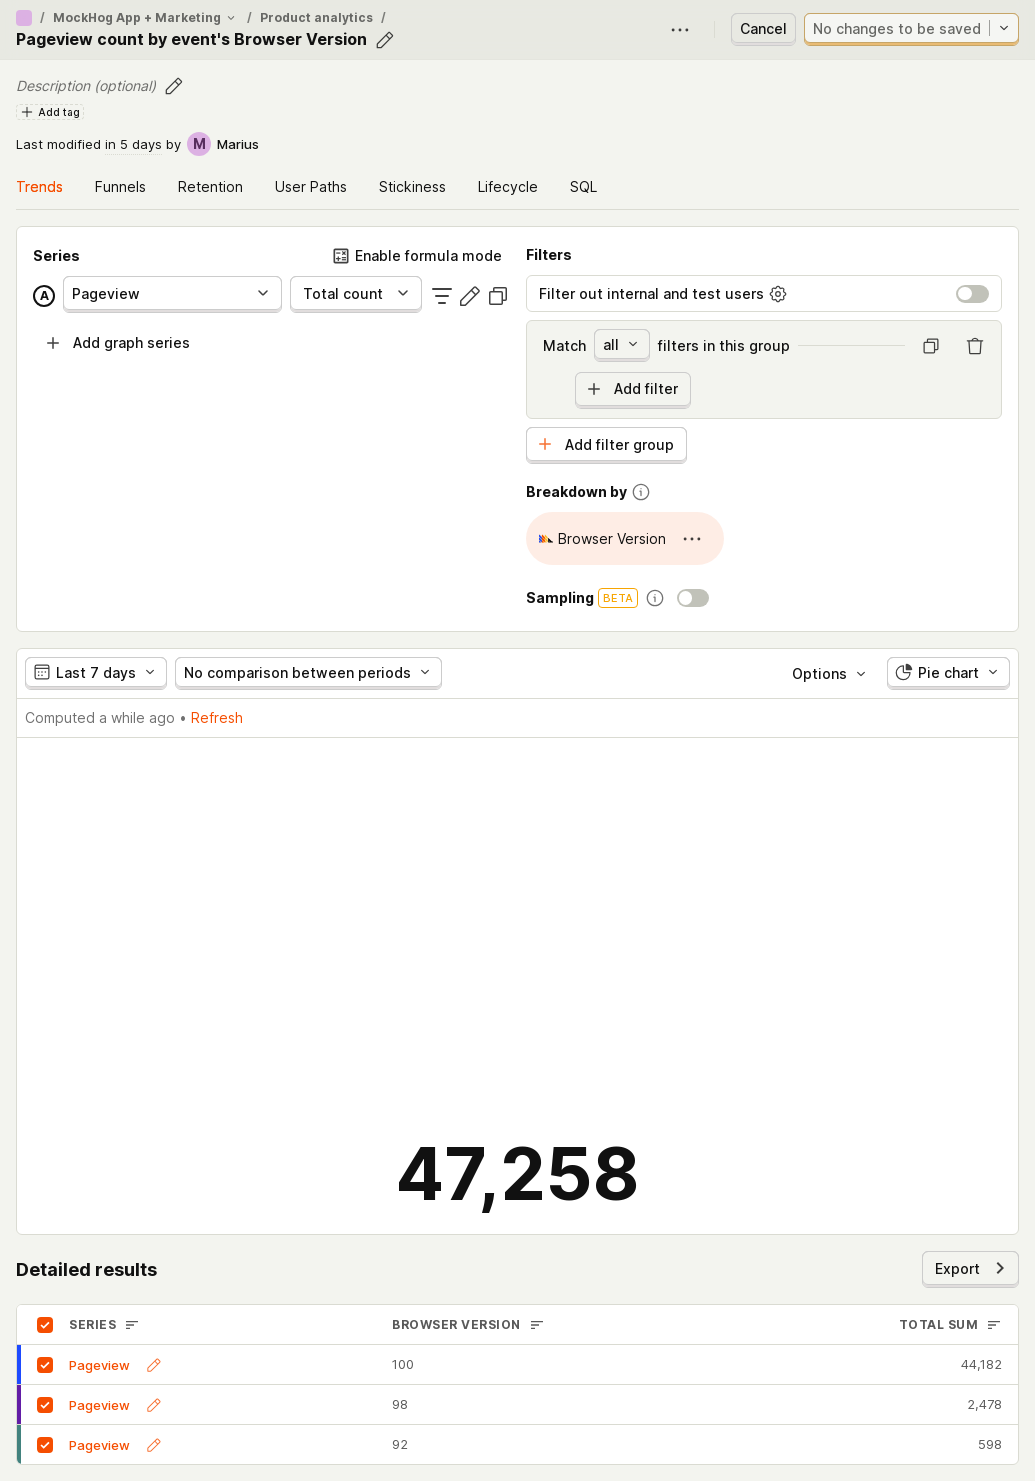 / MockHog App + Marketing / Product analytics /
Pageview count by event's Browser Version
Cancel
No changes to be saved
Description (optional)
Add tag
Last modified in 5 days by M Marius
Trends Funnels Retention User Paths Stickiness Lifecycle SQL
Series
Enable formula mode
A Pageview Total count
Add graph series
Filters
Filter out internal and test users
Match all filters in this group
Add filter
Add filter group
Breakdown by
Browser Version
Sampling BETA
Last 7 days No comparison between periods Options Pie chart
Computed a while ago • Refresh
47,258
Detailed results
Export
SERIES BROWSER VERSION TOTAL SUM
Pageview 100 44,182
Pageview 98 2,478
Pageview 92 598